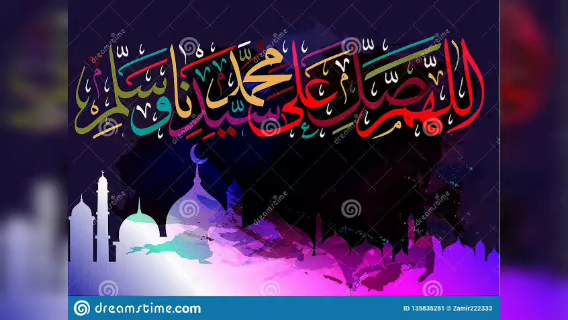 اللهم صل على سيدنا محمد وسلم
dreamstime.com
ID 135835281 © Zamir222333